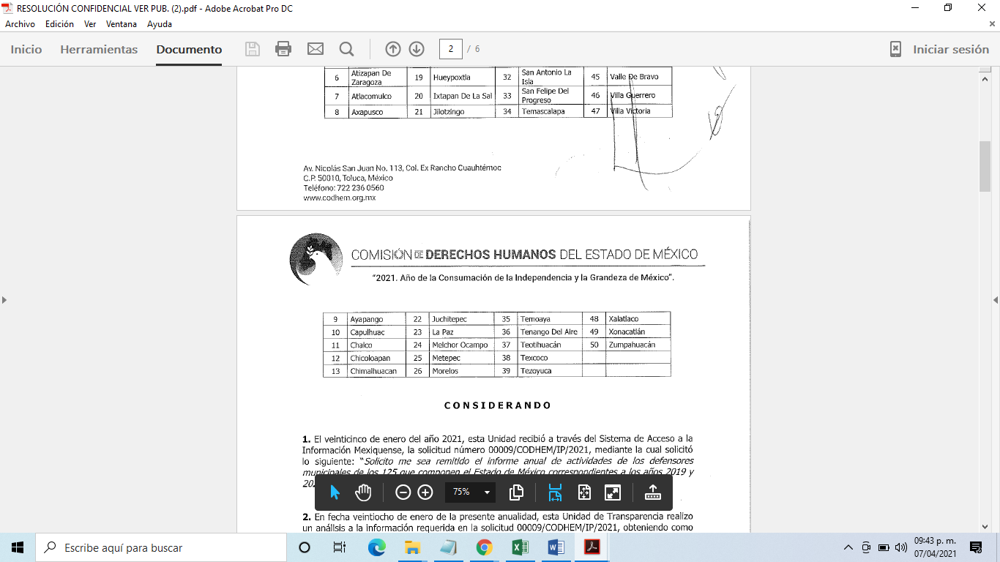 RESOLUCIÓN CONFIDENCIAL VER PUB. (2).pdf - Adobe Acrobat Pro DC
Archivo Edición Ver Ventana Ayuda
Inicio Herramientas Documento 2 / 6 Iniciar sesión
6 Atizapan De Zaragoza 19 Hueypoxtla 32 San Antonio La Isla 45 Valle De Bravo
7 Atlacomulco 20 Ixtapan De La Sal 33 San Felipe Del Progreso 46 Villa Guerrero
8 Axapusco 21 Jilotzingo 34 Temascalapa 47 Villa Victoria
Av. Nicolás San Juan No. 113, Col. Ex Rancho Cuauhtémoc
C.P. 50010, Toluca, México
Teléfono: 722 236 0560
www.codhem.org.mx
COMISIÓN DE DERECHOS HUMANOS DEL ESTADO DE MÉXICO
"2021. Año de la Consumación de la Independencia y la Grandeza de México".
9 Ayapango 22 Juchitepec 35 Temoaya 48 Xalatlaco
10 Capulhuac 23 La Paz 36 Tenango Del Aire 49 Xonacatlán
11 Chalco 24 Melchor Ocampo 37 Teotihuacán 50 Zumpahuacán
12 Chicoloapan 25 Metepec 38 Texcoco
13 Chimalhuacan 26 Morelos 39 Tezoyuca
CONSIDERANDO
1. El veinticinco de enero del año 2021, esta Unidad recibió a través del Sistema de Acceso a la
Información Mexiquense, la solicitud número 00009/CODHEM/IP/2021, mediante la cual solicitó
lo siguiente: "Solicito me sea remitido el informe anual de actividades de los defensores
municipales de los 125 que componen el Estado de México correspondientes a los años 2019 y
75%
2. En fecha veintiocho de enero de la presente anualidad, esta Unidad de Transparencia realizo
un análisis a la información requerida en la solicitud 00009/CODHEM/IP/2021, obteniendo como
Escribe aquí para buscar
09:43 p. m.
07/04/2021